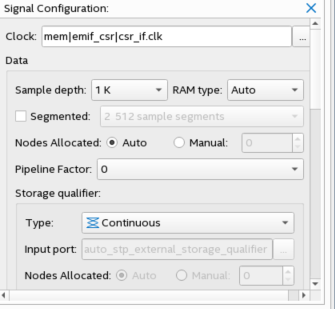 Signal Configuration:
Clock: mem|emif_csr|csr_if.clk ...
Data
Sample depth: 1 K RAM type: Auto
Segmented: 2 512 sample segments
Nodes Allocated: Auto Manual: 0
Pipeline Factor: 0
Storage qualifier:
Type: Continuous
Input port: auto_stp_external_storage_qualifier ...
Nodes Allocated: Auto Manual: 0